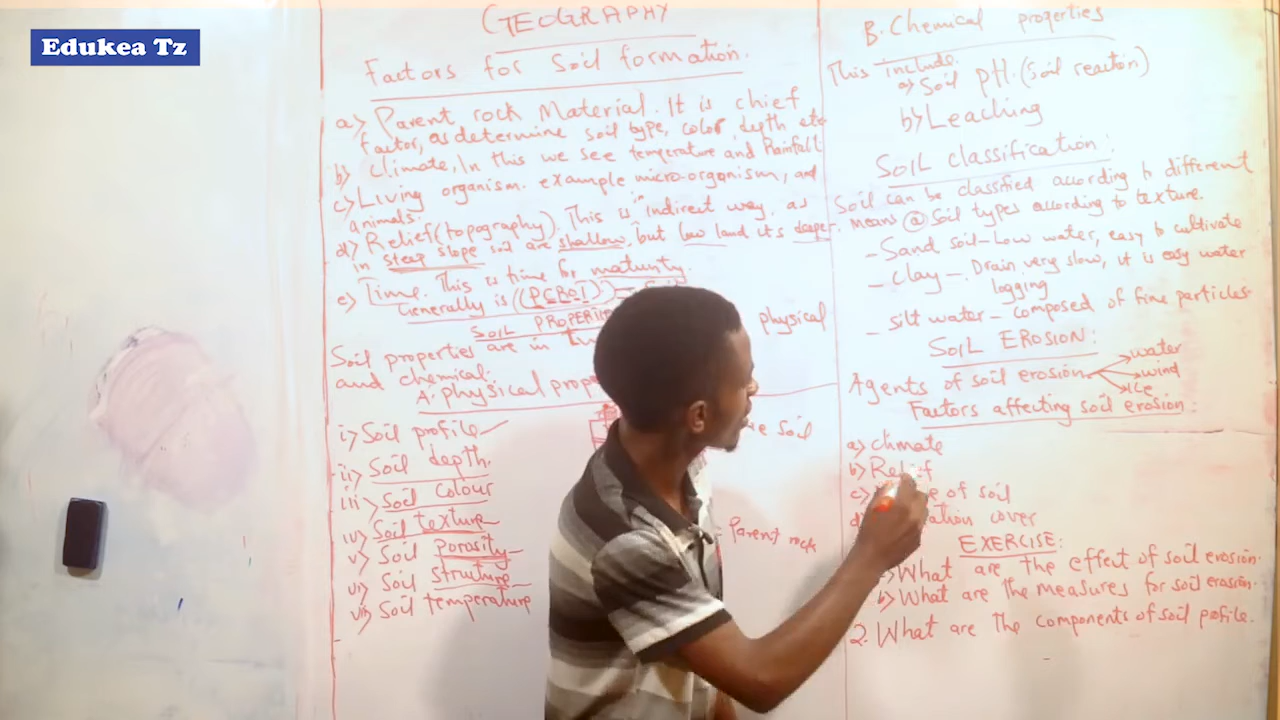 Edukea Tz
GEOGRAPHY
Factors for Soil formation.
a) Parent rock Material. It is chief
factor, as determine soil type, color, depth etc
b) Climate, In this we see temperature and Rainfall
c) Living organism. example micro-organism, and
animals.
d) Relief (topography). This is "indirect way, as
in steep slope soil are shallow, but low land it's deeper.
e) Time. This is time for maturity.
Generally is ((PCROT))
SOIL PROPERTI
Soil properties are in physical
and chemical.
A. physical prope
i) Soil profile
ii) Soil depth.
iii) Soil colour
iv) Soil texture
v) Soil porosity
vi) Soil struture
vii) Soil temperature
soil
Parent rock
B. Chemical properties
This include.
a) Soil pH. (soil reaction)
b) Leaching
SOIL classification:
Soil can be classified according to different
means @ Soil types according to texture.
- Sand soil - Low water, easy to cultivate
- Clay - Drain very slow, it is easy water
logging
- Silt water - composed of fine particles
SOIL EROSION:
Agents of soil erosion
water
wind
ice
Factors affecting soil erosion:
a) climate
b) Relief
c) of soil
cover
EXERCISE:
What are the effect of soil erosion.
b) What are the measures for soil erosion.
2. What are the components of soil profile.